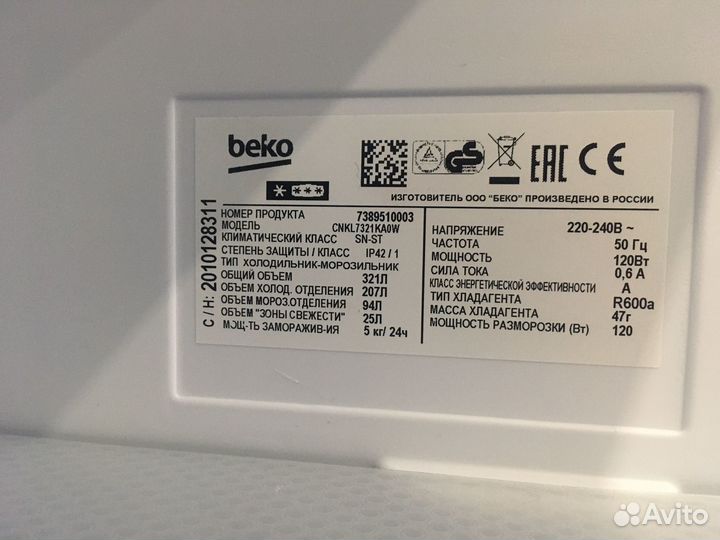 beko
* ***
EAC CE
ИЗГОТОВИТЕЛЬ ООО "БЕКО" ПРОИЗВЕДЕНО В РОССИИ
С / Н: 2010128311
НОМЕР ПРОДУКТА 7389510003
МОДЕЛЬ CNKL7321KA0W
КЛИМАТИЧЕСКИЙ КЛАСС SN-ST
СТЕПЕНЬ ЗАЩИТЫ / КЛАСС IP42 / 1
ТИП ХОЛОДИЛЬНИК-МОРОЗИЛЬНИК
ОБЩИЙ ОБЪЕМ 321Л
ОБЪЕМ ХОЛОД. ОТДЕЛЕНИЯ 207Л
ОБЪЕМ МОРОЗ.ОТДЕЛЕНИЯ 94Л
ОБЪЕМ "ЗОНЫ СВЕЖЕСТИ" 25Л
МОЩ-ТЬ ЗАМОРАЖИВ-ИЯ 5 кг/ 24ч
НАПРЯЖЕНИЕ 220-240В ~
ЧАСТОТА 50 Гц
МОЩНОСТЬ 120Вт
СИЛА ТОКА 0,6 А
КЛАСС ЭНЕРГЕТИЧЕСКОЙ ЭФФЕКТИВНОСТИ A
ТИП ХЛАДАГЕНТА R600a
МАССА ХЛАДАГЕНТА 47г
МОЩНОСТЬ РАЗМОРОЗКИ (Вт) 120
Avito